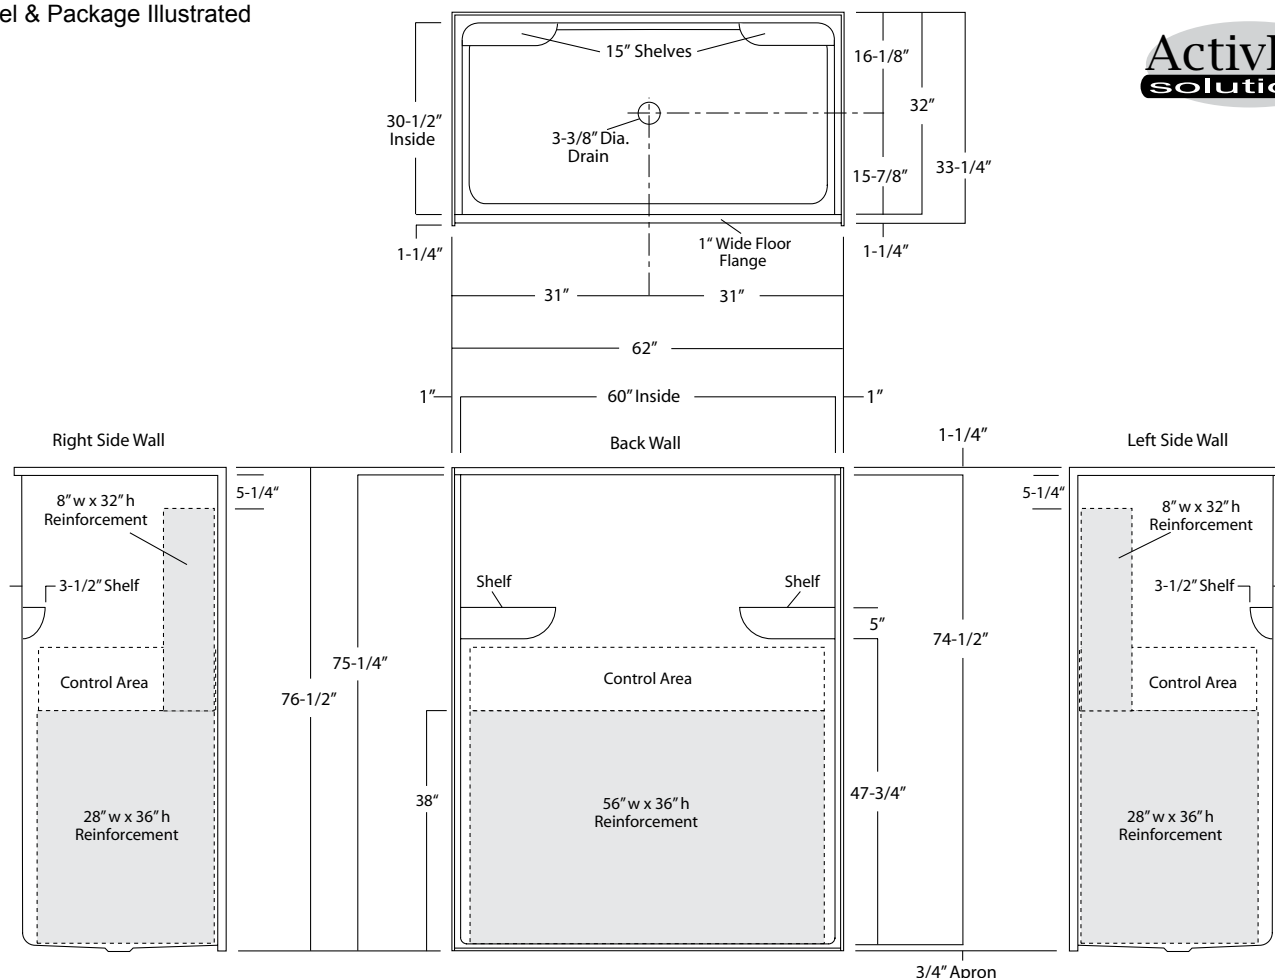 el & Package Illustrated
Activ
solutio
15” Shelves
16-1/8”
32”
30-1/2”
Inside
3-3/8” Dia.
Drain
33-1/4”
15-7/8”
1-1/4”
1“ Wide Floor
Flange
1-1/4”
31”
31”
62”
1”
60” Inside
1”
Right Side Wall
Back Wall
1-1/4”
Left Side Wall
5-1/4“
5-1/4“
8” w x 32” h
Reinforcement
8” w x 32” h
Reinforcement
3-1/2” Shelf
Shelf
Shelf
3-1/2” Shelf
5”
74-1/2”
75-1/4”
Control Area
Control Area
Control Area
76-1/2”
38“
47-3/4”
28” w x 36” h
Reinforcement
56” w x 36” h
Reinforcement
28” w x 36” h
Reinforcement
3/4” Apron